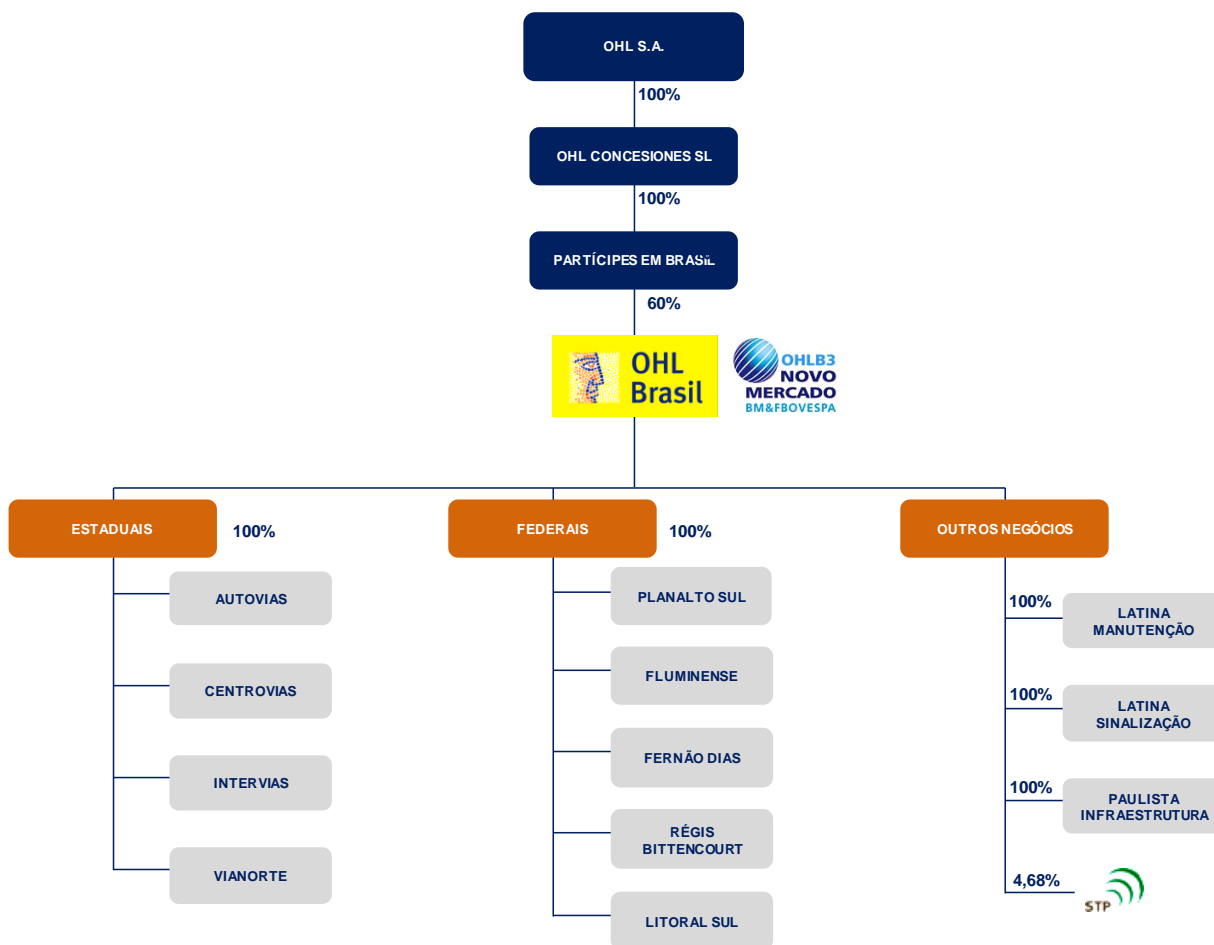 OHL S.A.
100%
OHL CONCESIONES SL
100%
PARTÍCIPES EM BRASIL
60%
OHL
Brasil
OHLB3
NOVO
MERCADO
BM&FBOVESPA
ESTADUAIS
100%
FEDERAIS
100%
OUTROS NEGÓCIOS
AUTOVIAS
CENTROVIAS
INTERVIAS
VIANORTE
PLANALTO SUL
FLUMINENSE
FERNÃO DIAS
RÉGIS
BITTENCOURT
LITORAL SUL
100%
LATINA
MANUTENÇÃO
100%
LATINA
SINALIZAÇÃO
100%
PAULISTA
INFRAESTRUTURA
4,68%
STP